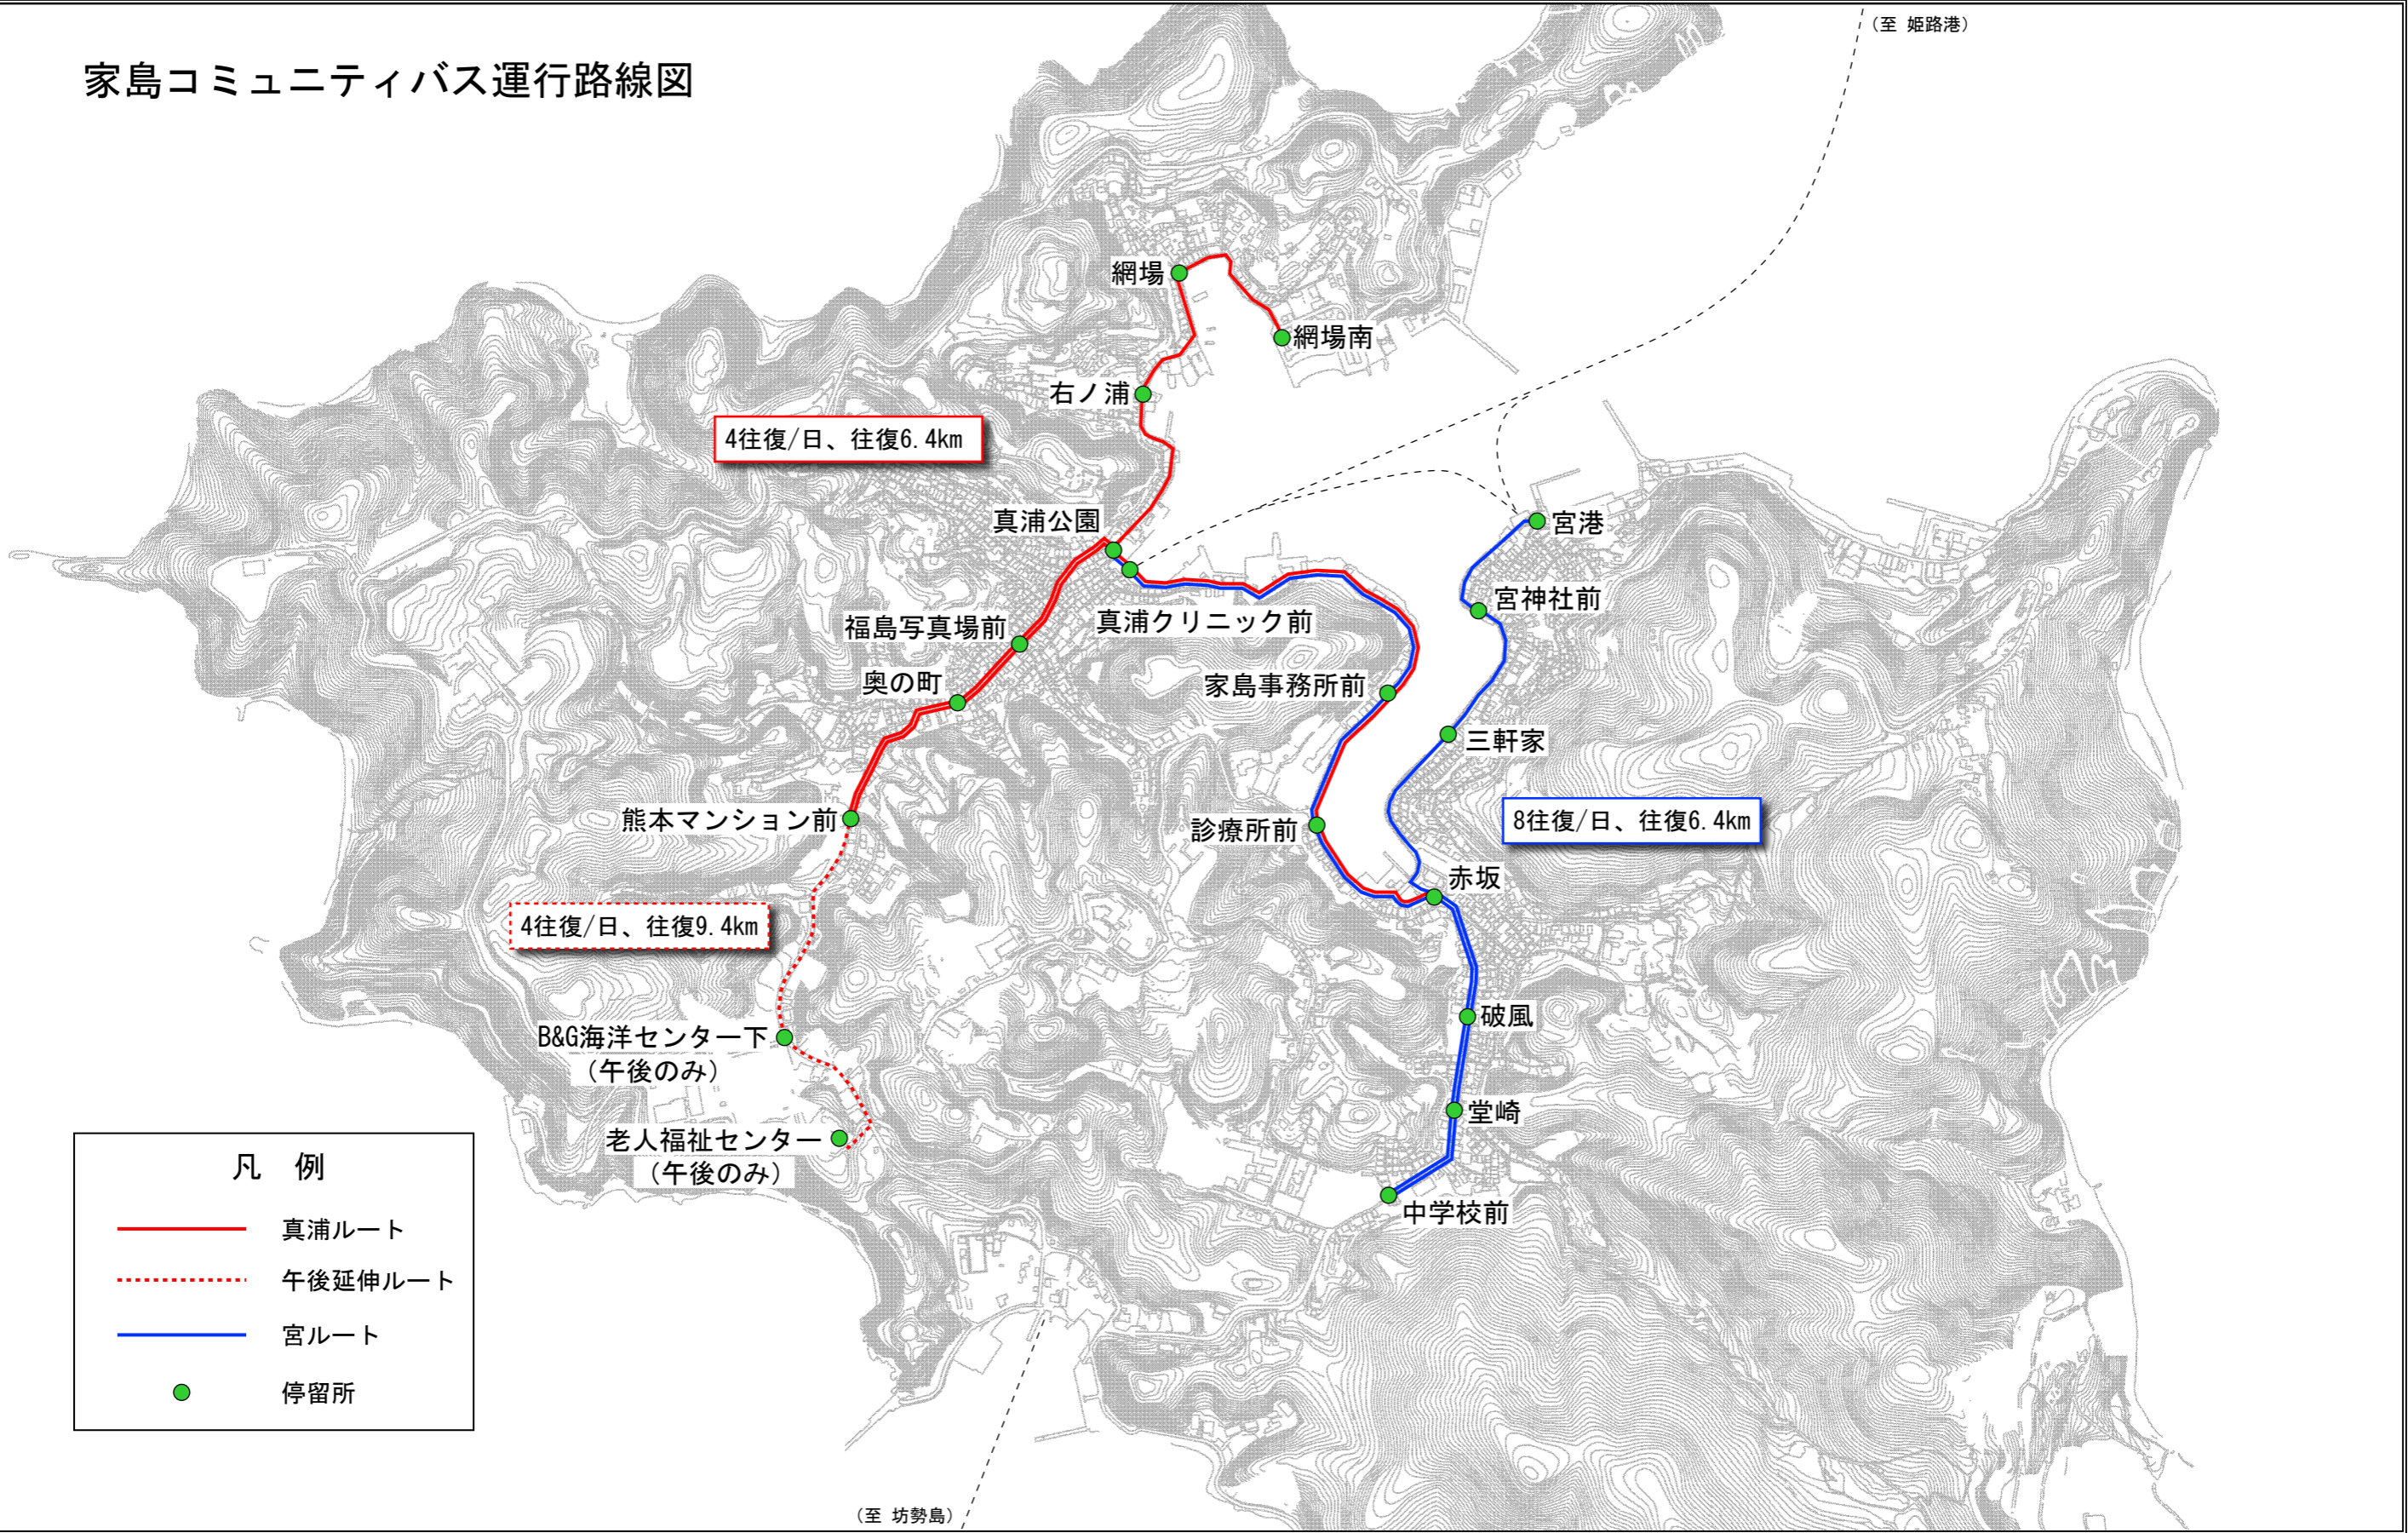 （至 姫路港）
家島コミュニティバス運行路線図
網場
網場南
右ノ浦
4往復/日、往復6.4km
真浦公園
宮港
宮神社前
真浦クリニック前
福島写真場前
奥の町
家島事務所前
三軒家
熊本マンション前
診療所前
8往復/日、往復6.4km
赤坂
4往復/日、往復9.4km
破風
B&G海洋センター下
（午後のみ）
堂崎
老人福祉センター
（午後のみ）
中学校前
凡 例
真浦ルート
午後延伸ルート
宮ルート
停留所
（至 坊勢島）